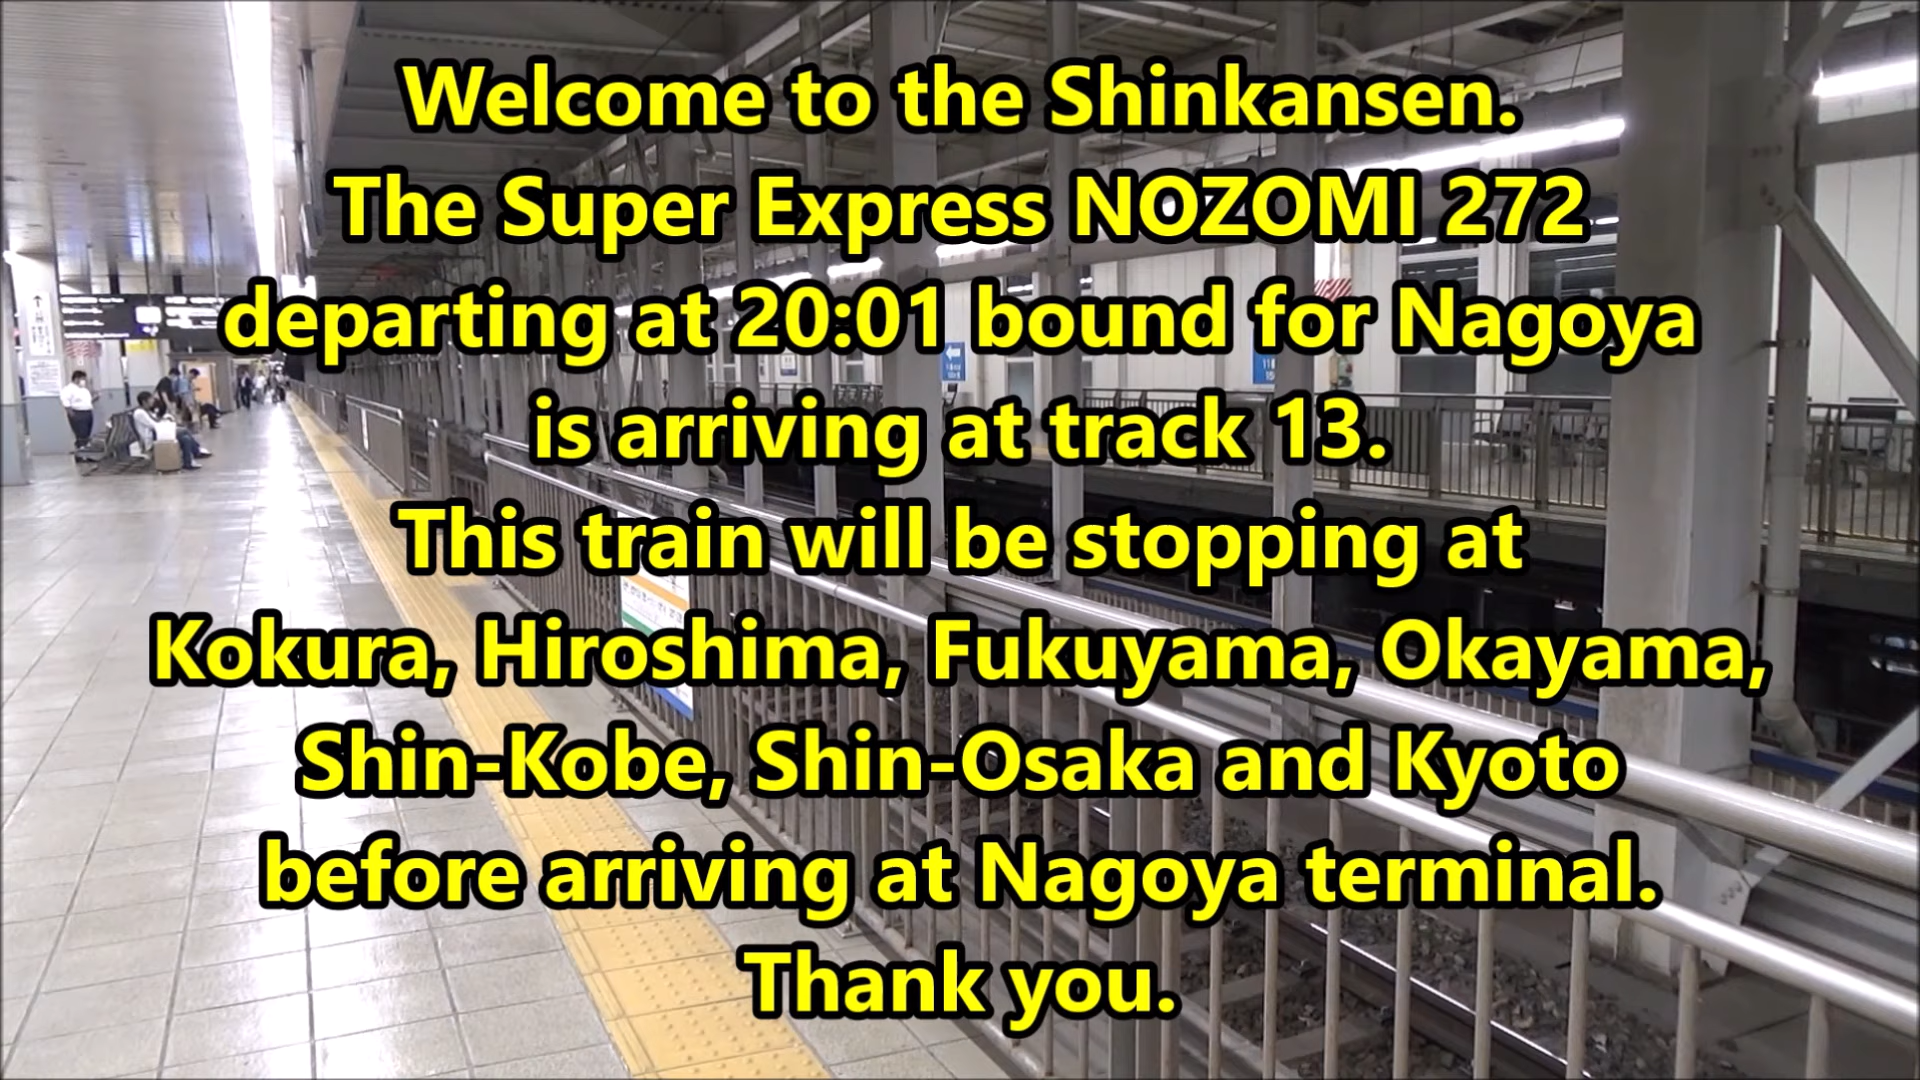 Welcome to the Shinkansen.
The Super Express NOZOMI 272
departing at 20:01 bound for Nagoya
is arriving at track 13.
This train will be stopping at
Kokura, Hiroshima, Fukuyama, Okayama,
Shin-Kobe, Shin-Osaka and Kyoto
before arriving at Nagoya terminal.
Thank you.